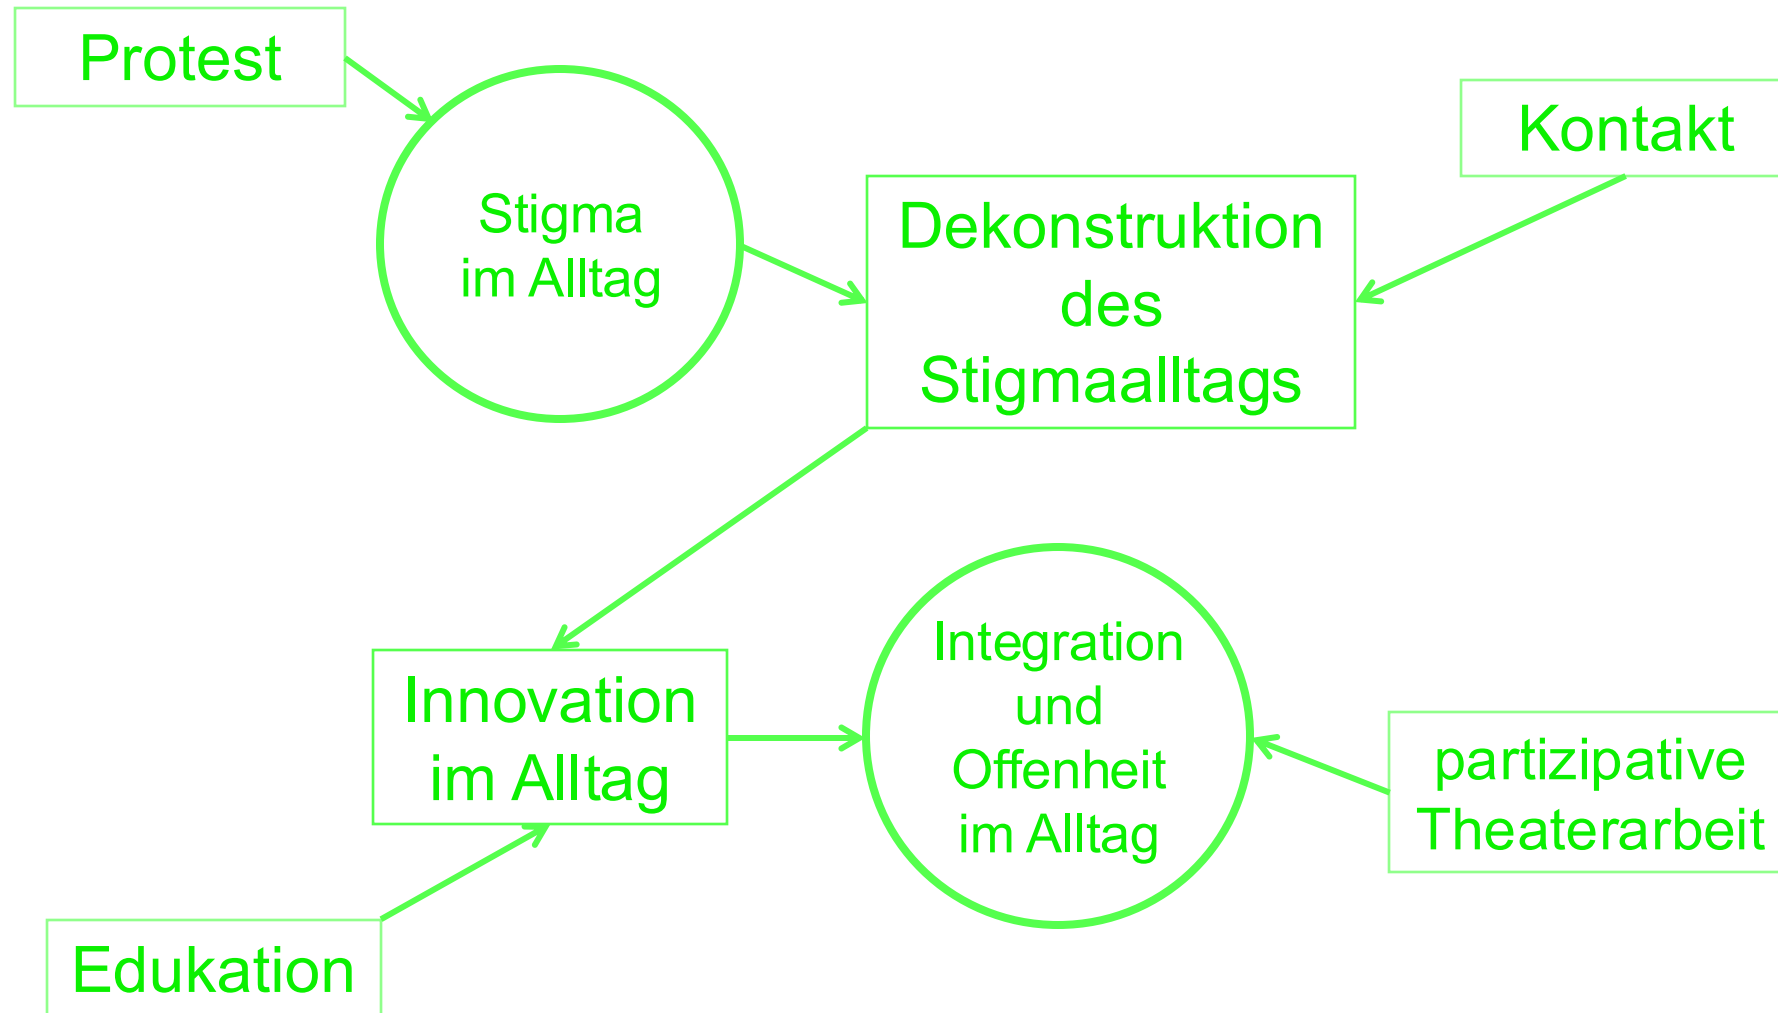 Protest
Kontakt
Stigma
im Alltag
Dekonstruktion
des
Stigmaalltags
Innovation
im Alltag
Integration
und
Offenheit
im Alltag
partizipative
Theaterarbeit
Edukation